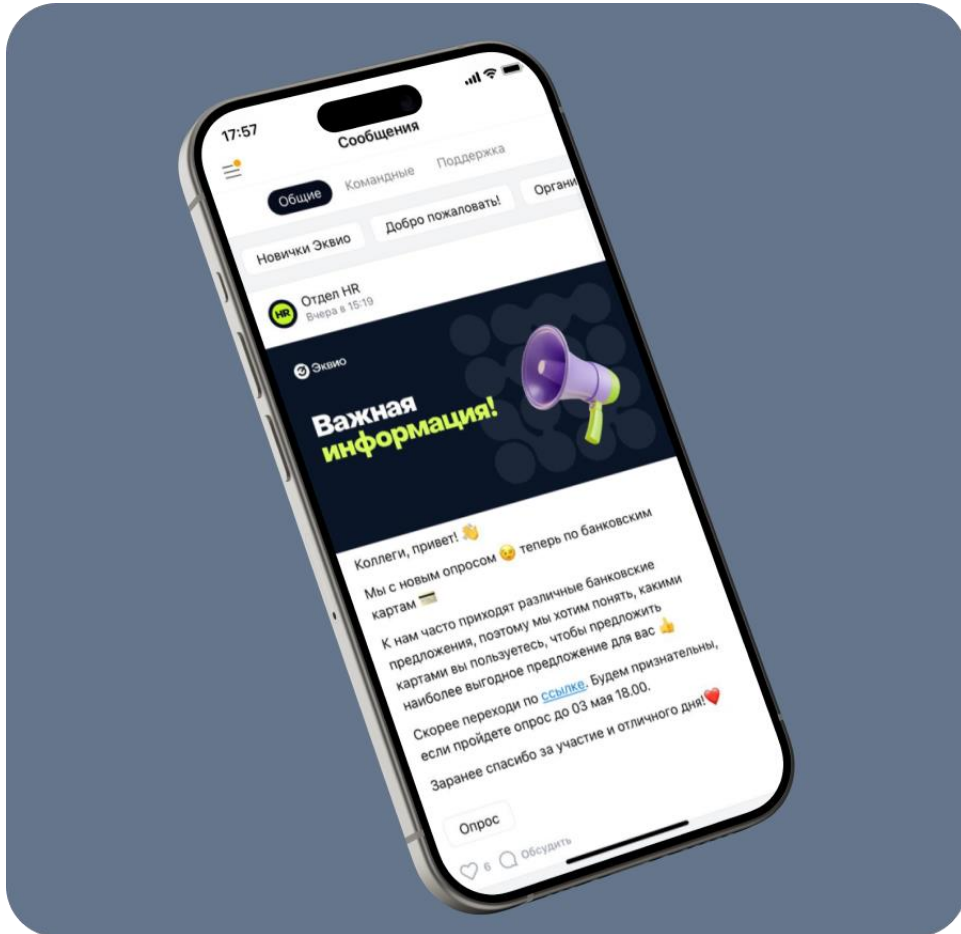 17:57
Сообщения
Общие Командные Поддержка
Новички Эквио Добро пожаловать! Органи
HR
Отдел HR
Вчера в 15:19
Эквио
Важная
информация!
Коллеги, привет! 👋
Мы с новым опросом 😉 теперь по банковским
картам 💳
К нам часто приходят различные банковские
предложения, поэтому мы хотим понять, какими
картами вы пользуетесь, чтобы предложить
наиболее выгодное предложение для вас 👍
Скорее переходи по ссылке. Будем признательны,
если пройдете опрос до 03 мая 18.00.
Заранее спасибо за участие и отличного дня!❤️
Опрос
6 Обсудить